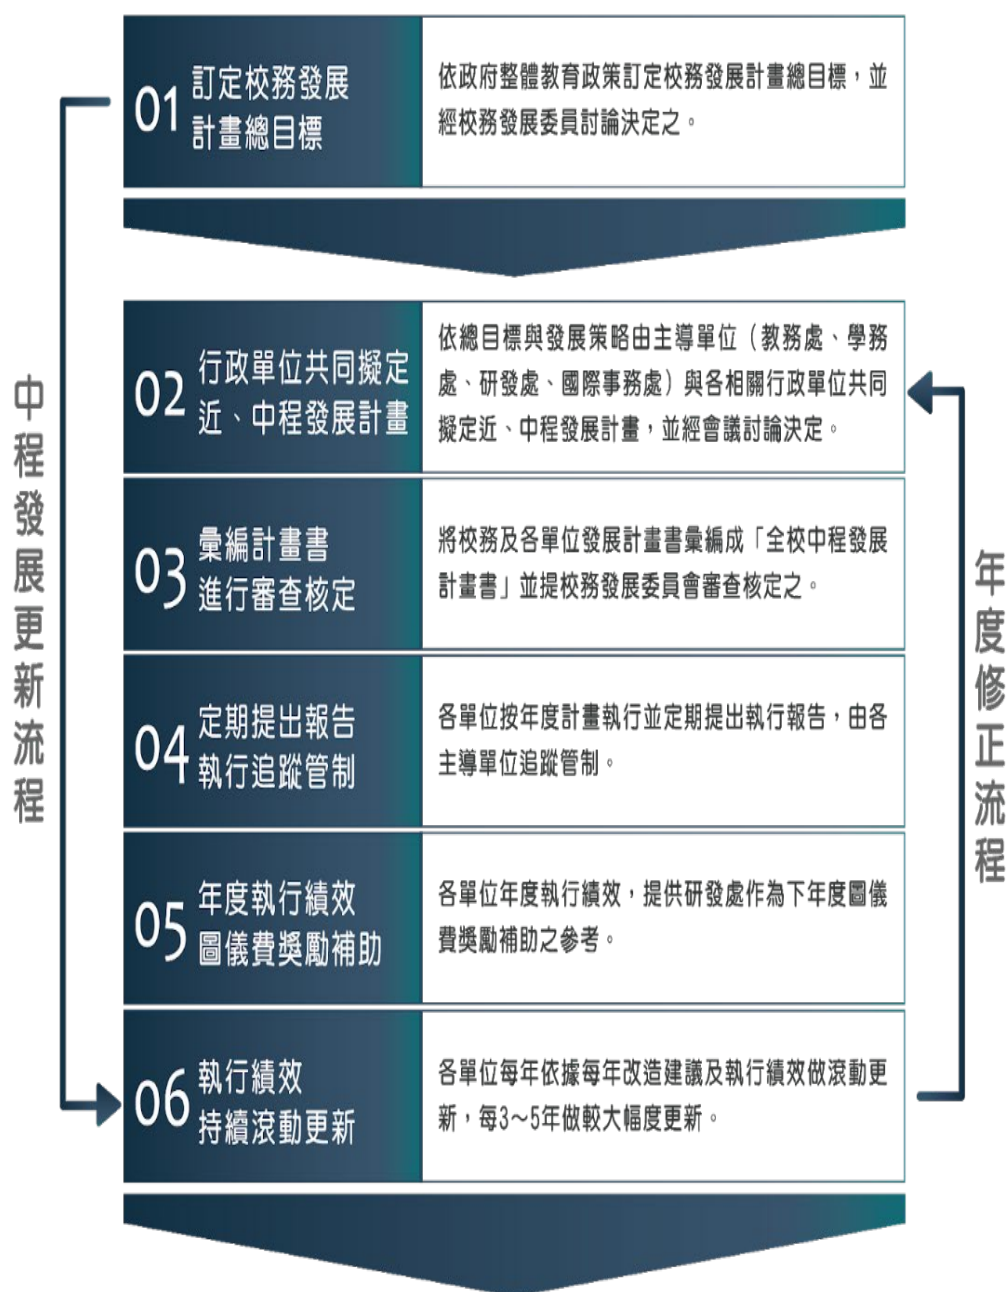 01
訂定校務發展
計畫總目標
依政府整體教育政策訂定校務發展計畫總目標，並
經校務發展委員討論決定之。
中程發展更新流程
年度修正流程
02
行政單位共同擬定
近、中程發展計畫
依總目標與發展策略由主導單位（教務處、學務
處、研發處、國際事務處）與各相關行政單位共同
擬定近、中程發展計畫，並經會議討論決定。
03
彙編計畫書
進行審查核定
將校務及各單位發展計畫書彙編成「全校中程發展
計畫書」並提校務發展委員會審查核定之。
04
定期提出報告
執行追蹤管制
各單位按年度計畫執行並定期提出執行報告，由各
主導單位追蹤管制。
05
年度執行績效
圖儀費獎勵補助
各單位年度執行績效，提供研發處作為下年度圖儀
費獎勵補助之參考。
06
執行績效
持續滾動更新
各單位每年依據每年改造建議及執行績效做滾動更
新，每3～5年做較大幅度更新。